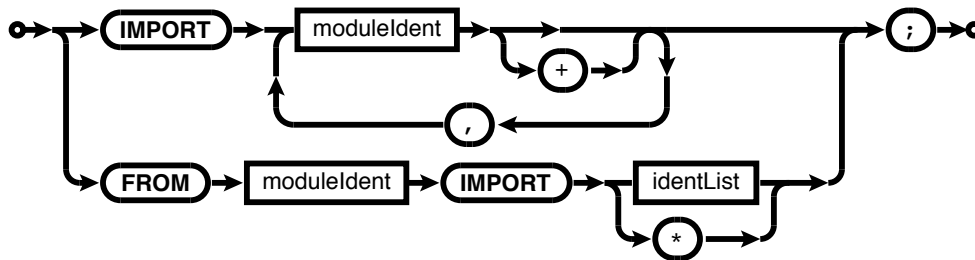 IMPORT moduleIdent ;
+
,
FROM moduleIdent IMPORT identList
*